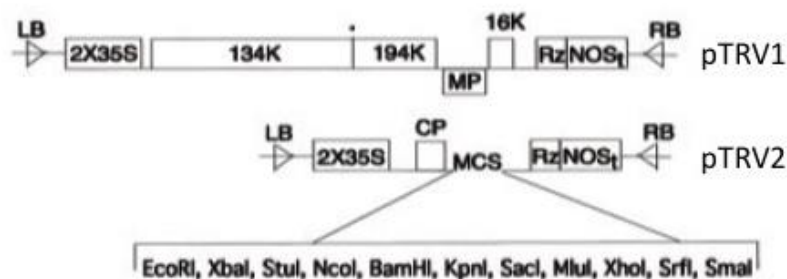 LB 2X35S 134K 194K MP 16K Rz NOSt RB pTRV1
LB 2X35S CP MCS Rz NOSt RB pTRV2
EcoRI, XbaI, StuI, NcoI, BamHI, KpnI, SacI, MluI, XhoI, SrfI, SmaI